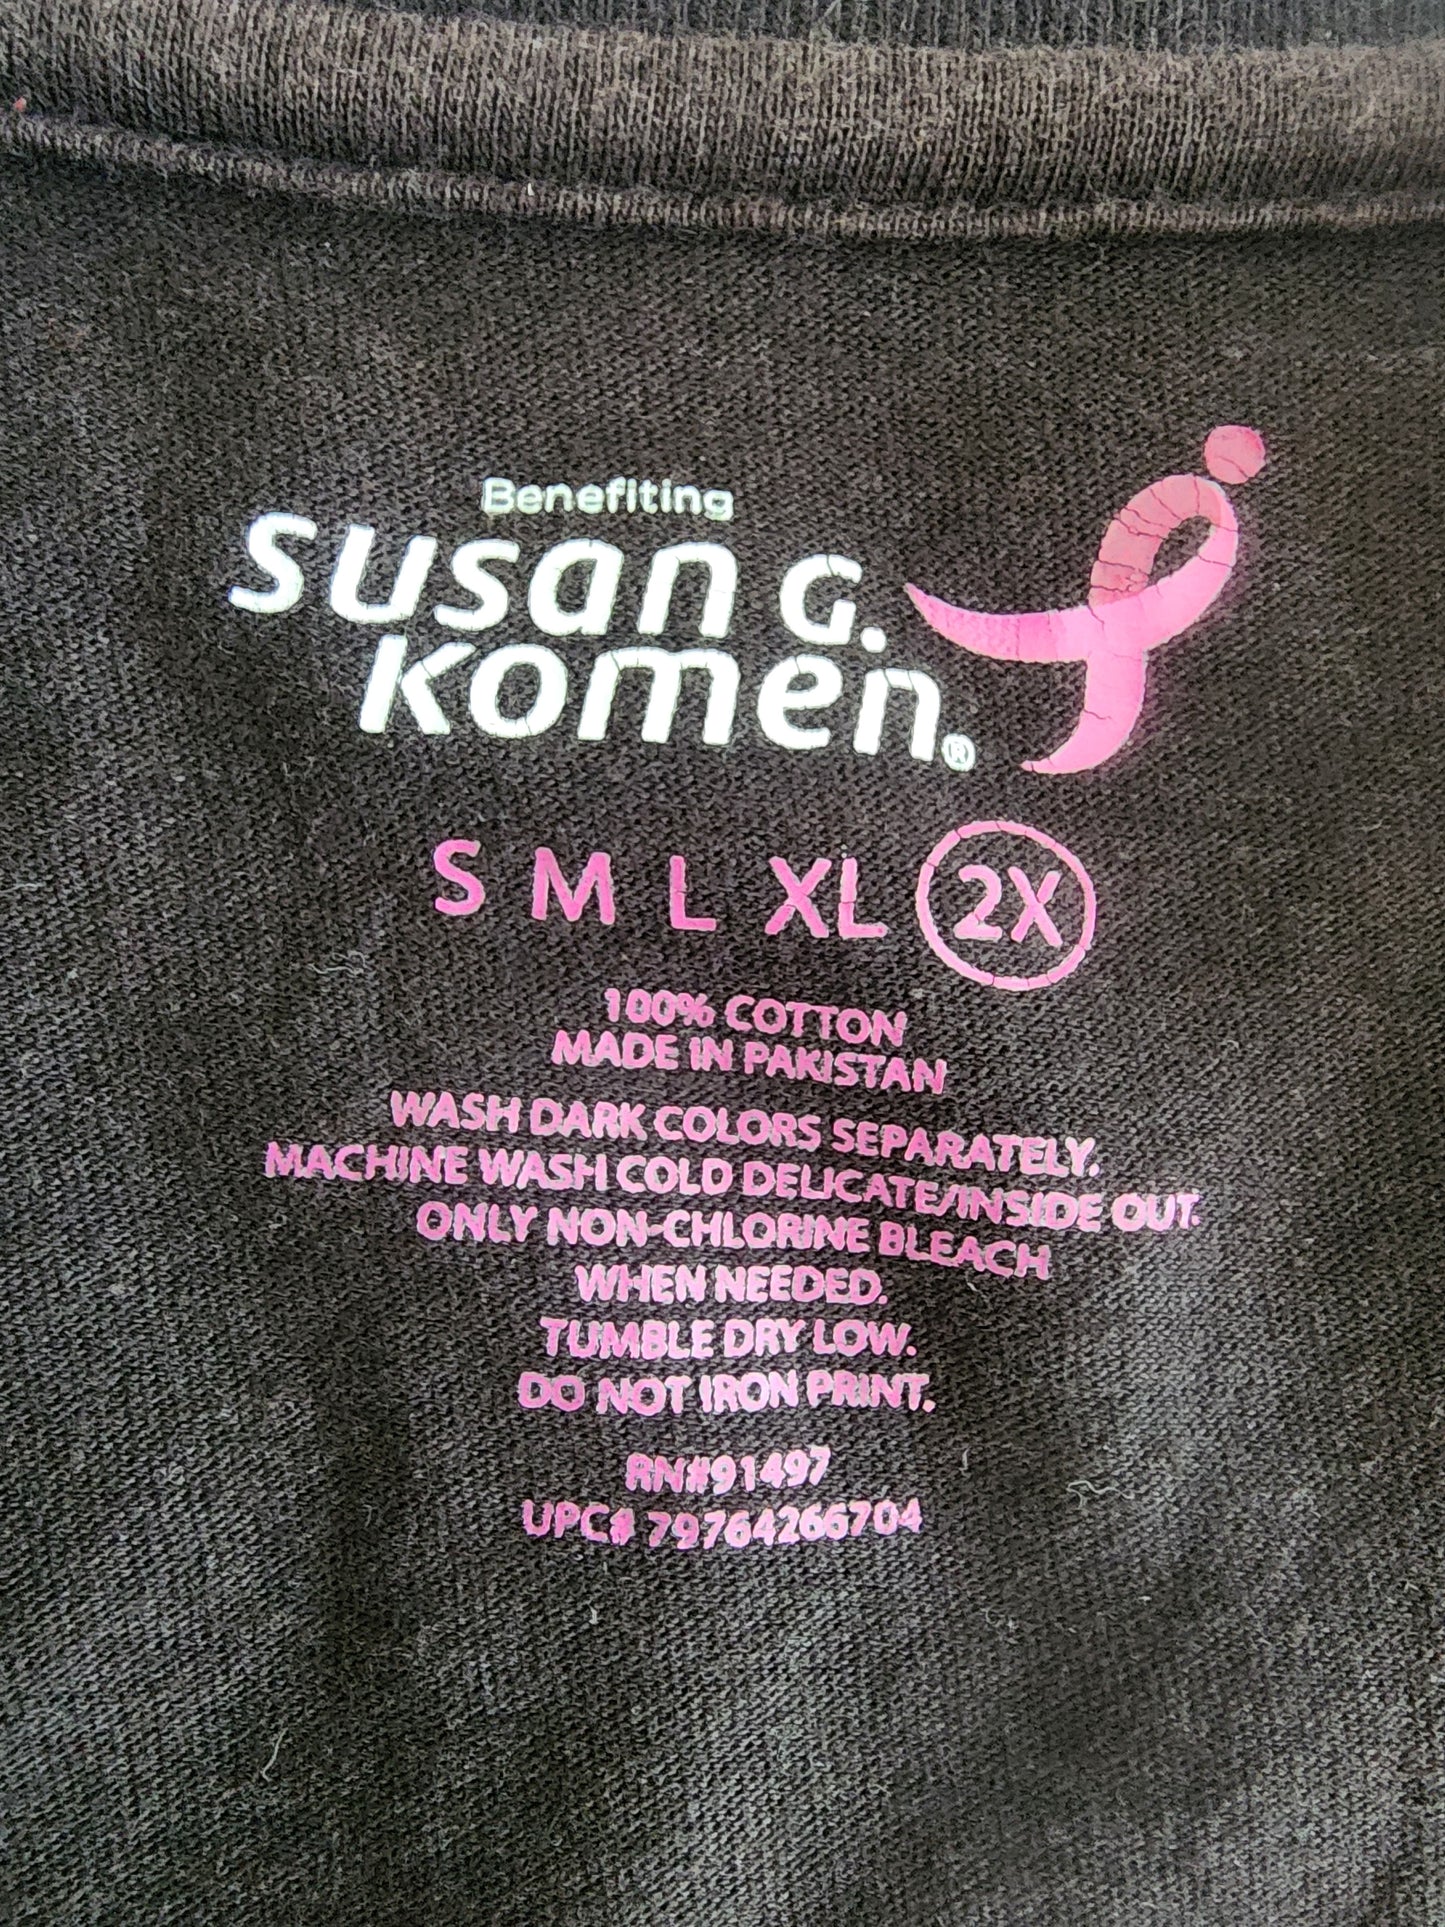 Benefiting
susan G.
komen®
S M L XL 2X
100% COTTON
MADE IN PAKISTAN
WASH DARK COLORS SEPARATELY.
MACHINE WASH COLD DELICATE/INSIDE OUT.
ONLY NON-CHLORINE BLEACH
WHEN NEEDED.
TUMBLE DRY LOW.
DO NOT IRON PRINT.
RN#91497
UPC# 79764266704